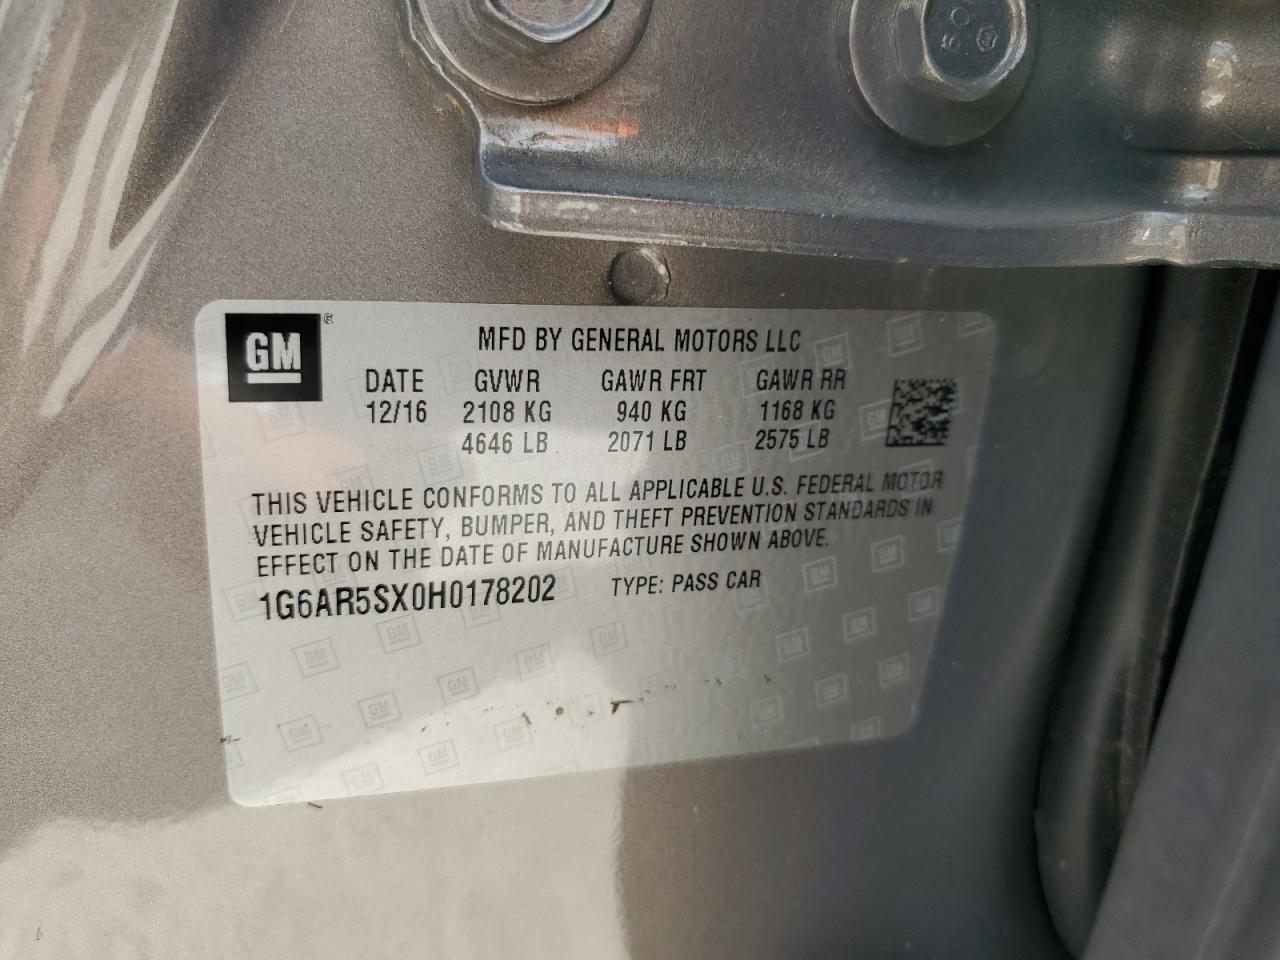 GM ®
MFD BY GENERAL MOTORS LLC
DATE GVWR GAWR FRT GAWR RR
12/16 2108 KG 940 KG 1168 KG
4646 LB 2071 LB 2575 LB
THIS VEHICLE CONFORMS TO ALL APPLICABLE U.S. FEDERAL MOTOR
VEHICLE SAFETY, BUMPER, AND THEFT PREVENTION STANDARDS IN
EFFECT ON THE DATE OF MANUFACTURE SHOWN ABOVE.
1G6AR5SX0H0178202 TYPE: PASS CAR